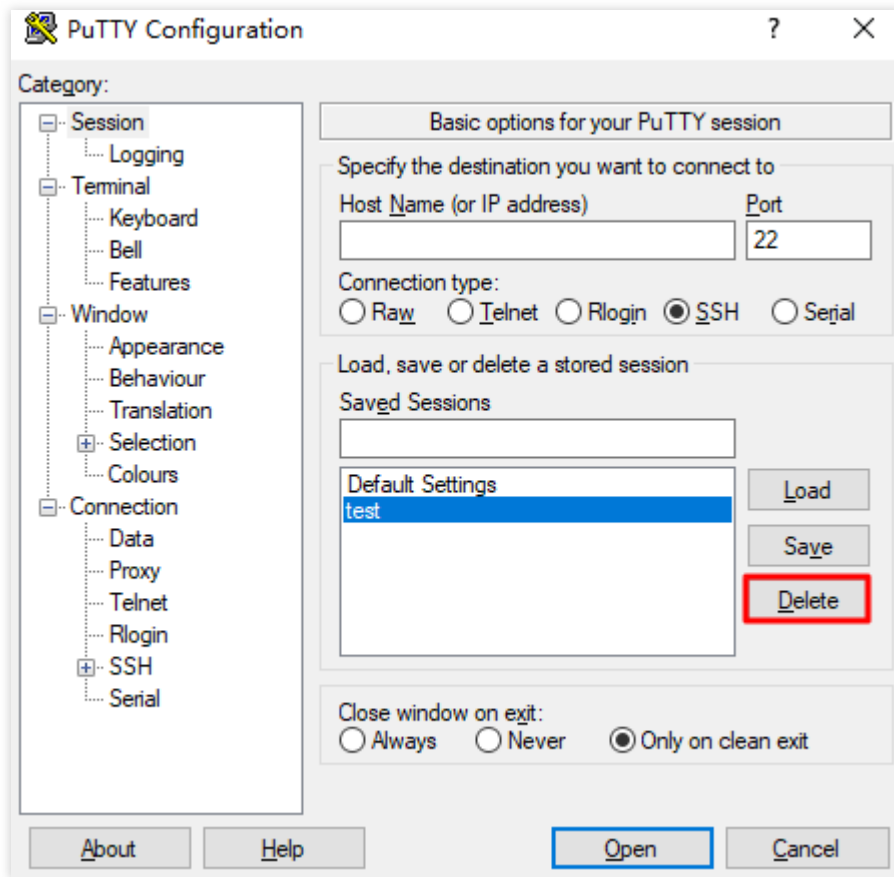 PuTTY Configuration ?
Category:
Session
Logging
Terminal
Keyboard
Bell
Features
Window
Appearance
Behaviour
Translation
Selection
Colours
Connection
Data
Proxy
Telnet
Rlogin
SSH
Serial
Basic options for your PuTTY session
Specify the destination you want to connect to
Host Name (or IP address) Port
22
Connection type:
Raw Telnet Rlogin SSH Serial
Load, save or delete a stored session
Saved Sessions
Default Settings
test
Load
Save
Delete
Close window on exit:
Always Never Only on clean exit
About Help Open Cancel